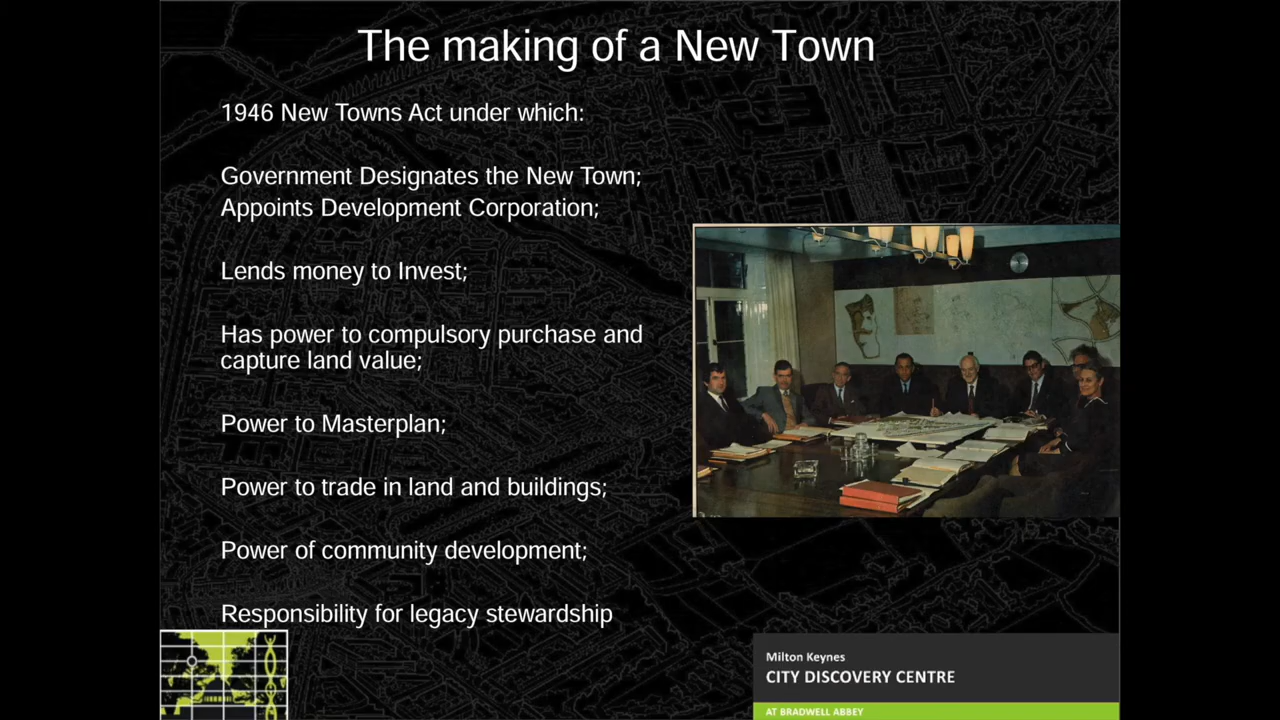 The making of a New Town
1946 New Towns Act under which:
Government Designates the New Town;
Appoints Development Corporation;
Lends money to Invest;
Has power to compulsory purchase and
capture land value;
Power to Masterplan;
Power to trade in land and buildings;
Power of community development;
Responsibility for legacy stewardship
Milton Keynes
CITY DISCOVERY CENTRE
AT BRADWELL ABBEY